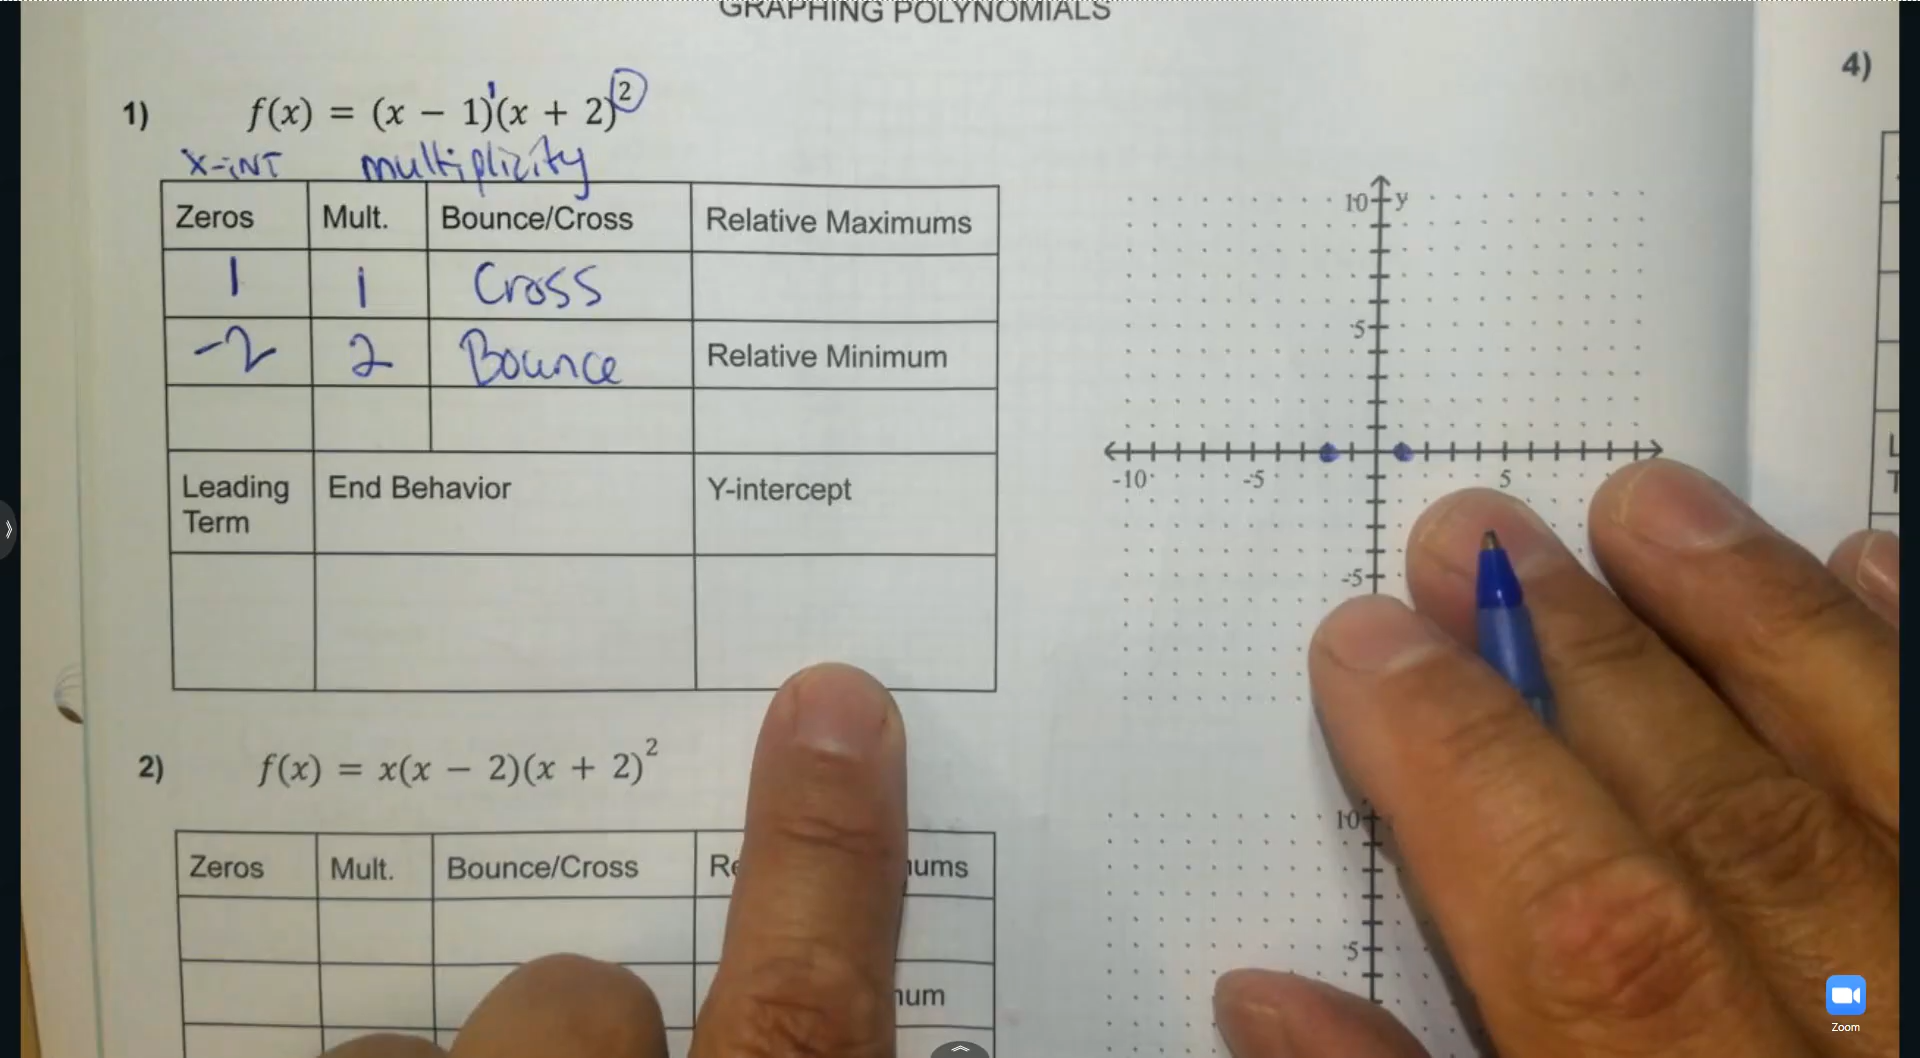 GRAPHING POLYNOMIALS
4)
1) f(x) = (x − 1)¹(x + 2)²
x-iNT multiplicity
Zeros Mult. Bounce/Cross Relative Maximums
1 1 Cross
-2 2 Bounce Relative Minimum
Leading Term End Behavior Y-intercept
10 y
5
-10 -5 5
-5
2) f(x) = x(x − 2)(x + 2)²
Zeros Mult. Bounce/Cross
10
5
Zoom